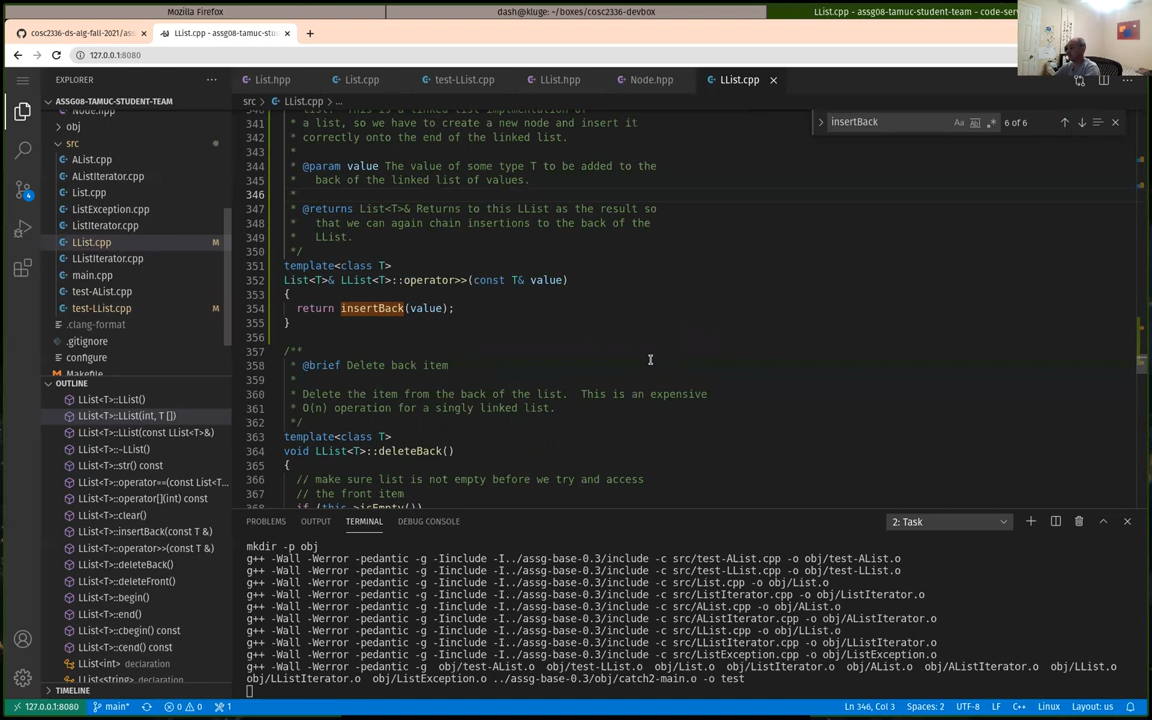 Mozilla Firefox
dash@kluge: ~/boxes/cosc2336-devbox
LList.cpp - assg08-tamuc-student-team - code-serv
cosc2336-ds-alg-fall-2021/ass
LList.cpp - assg08-tamuc-stu
127.0.0.1:8080
EXPLORER
List.hpp
List.cpp
test-LList.cpp
LList.hpp
Node.hpp
LList.cpp
ASSG08-TAMUC-STUDENT-TEAM
src > LList.cpp > ...
insertBack
6 of 6
Node.hpp
obj
src
AList.cpp
AListIterator.cpp
List.cpp
ListException.cpp
ListIterator.cpp
LList.cpp M
LListIterator.cpp
main.cpp
test-AList.cpp
test-LList.cpp M
.clang-format
.gitignore
configure
Makefile
OUTLINE
LList<T>::LList()
LList<T>::LList(int, T [])
LList<T>::LList(const LList<T>&)
LList<T>::~LList()
LList<T>::str() const
LList<T>::operator==(const List<T...
LList<T>::operator[](int) const
LList<T>::clear()
LList<T>::insertBack(const T &)
LList<T>::operator>>(const T &)
LList<T>::deleteBack()
LList<T>::deleteFront()
LList<T>::begin()
LList<T>::end()
LList<T>::cbegin() const
LList<T>::cend() const
LList<int> declaration
LList<string> declaration
TIMELINE
340 * list. This is a linked list implmentation of
341 * a list, so we have to create a new node and insert it
342 * correctly onto the end of the linked list.
343 *
344 * @param value The value of some type T to be added to the
345 *   back of the linked list of values.
346 *
347 * @returns List<T>& Returns to this LList as the result so
348 *   that we can again chain insertions to the back of the
349 *   LList.
350 */
351 template<class T>
352 List<T>& LList<T>::operator>>(const T& value)
353 {
354   return insertBack(value);
355 }
356
357 /**
358 * @brief Delete back item
359 *
360 * Delete the item from the back of the list.  This is an expensive
361 * O(n) operation for a singly linked list.
362 */
363 template<class T>
364 void LList<T>::deleteBack()
365 {
366   // make sure list is not empty before we try and access
367   // the front item
368   if (this->isEmpty())
PROBLEMS
OUTPUT
TERMINAL
DEBUG CONSOLE
2: Task
mkdir -p obj
g++ -Wall -Werror -pedantic -g -Iinclude -I../assg-base-0.3/include -c src/test-AList.cpp -o obj/test-AList.o
g++ -Wall -Werror -pedantic -g -Iinclude -I../assg-base-0.3/include -c src/test-LList.cpp -o obj/test-LList.o
g++ -Wall -Werror -pedantic -g -Iinclude -I../assg-base-0.3/include -c src/List.cpp -o obj/List.o
g++ -Wall -Werror -pedantic -g -Iinclude -I../assg-base-0.3/include -c src/ListIterator.cpp -o obj/ListIterator.o
g++ -Wall -Werror -pedantic -g -Iinclude -I../assg-base-0.3/include -c src/AList.cpp -o obj/AList.o
g++ -Wall -Werror -pedantic -g -Iinclude -I../assg-base-0.3/include -c src/AListIterator.cpp -o obj/AListIterator.o
g++ -Wall -Werror -pedantic -g -Iinclude -I../assg-base-0.3/include -c src/LList.cpp -o obj/LList.o
g++ -Wall -Werror -pedantic -g -Iinclude -I../assg-base-0.3/include -c src/LListIterator.cpp -o obj/LListIterator.o
g++ -Wall -Werror -pedantic -g -Iinclude -I../assg-base-0.3/include -c src/ListException.cpp -o obj/ListException.o
g++ -Wall -Werror -pedantic -g obj/test-AList.o obj/test-LList.o obj/List.o obj/ListIterator.o obj/AList.o obj/AListIterator.o obj/LList.o
obj/LListIterator.o obj/ListException.o ../assg-base-0.3/obj/catch2-main.o -o test
127.0.0.1:8080
main*
0 0
1
Ln 346, Col 3
Spaces: 2
UTF-8
LF
C++
Linux
Layout: us
4